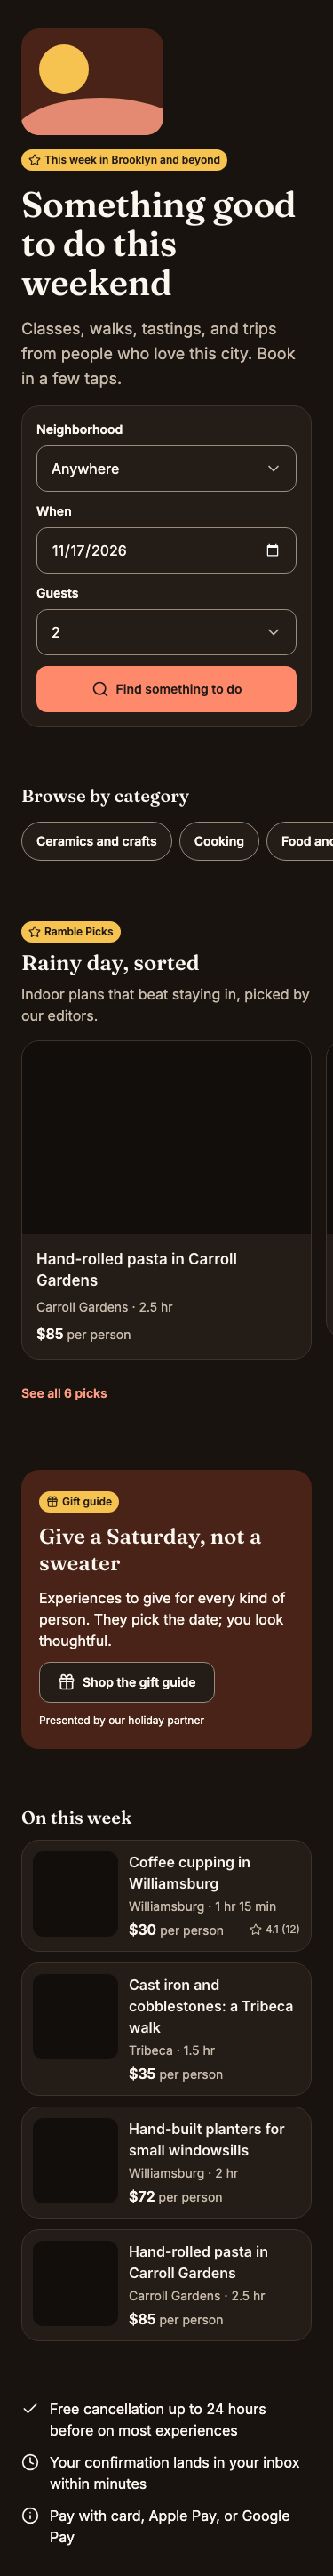 This week in Brooklyn and beyond
Something good
to do this
weekend
Classes, walks, tastings, and trips
from people who love this city. Book
in a few taps.
Neighborhood
Anywhere
When
11/17/2026
Guests
2
Find something to do
Browse by category
Ceramics and crafts
Cooking
Food and
Ramble Picks
Rainy day, sorted
Indoor plans that beat staying in, picked by
our editors.
Hand-rolled pasta in Carroll
Gardens
Carroll Gardens · 2.5 hr
$85 per person
See all 6 picks
Gift guide
Give a Saturday, not a
sweater
Experiences to give for every kind of
person. They pick the date; you look
thoughtful.
Shop the gift guide
Presented by our holiday partner
On this week
Coffee cupping in
Williamsburg
Williamsburg · 1 hr 15 min
$30 per person 4.1 (12)
Cast iron and
cobblestones: a Tribeca
walk
Tribeca · 1.5 hr
$35 per person
Hand-built planters for
small windowsills
Williamsburg · 2 hr
$72 per person
Hand-rolled pasta in
Carroll Gardens
Carroll Gardens · 2.5 hr
$85 per person
Free cancellation up to 24 hours
before on most experiences
Your confirmation lands in your inbox
within minutes
Pay with card, Apple Pay, or Google
Pay